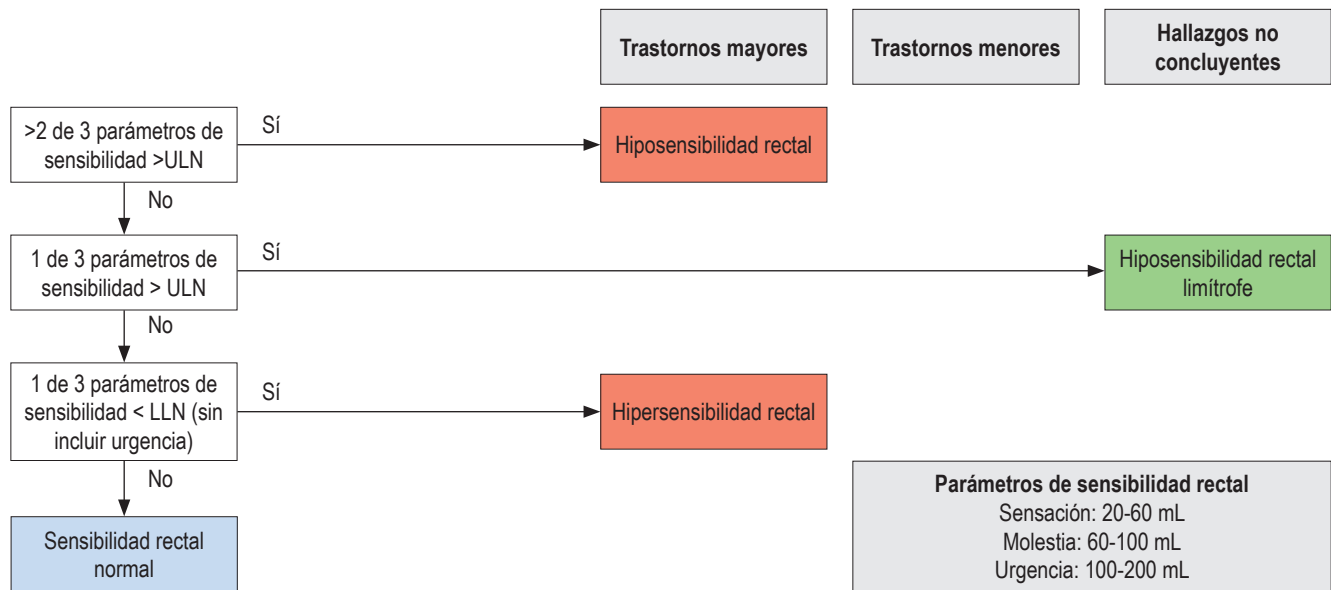 Trastornos mayores
Trastornos menores
Hallazgos no
concluyentes
>2 de 3 parámetros de
sensibilidad >ULN
Sí
Hiposensibilidad rectal
No
1 de 3 parámetros de
sensibilidad > ULN
Sí
Hiposensibilidad rectal
limítrofe
No
1 de 3 parámetros de
sensibilidad < LLN (sin
incluir urgencia)
Sí
Hipersensibilidad rectal
No
Sensibilidad rectal
normal
Parámetros de sensibilidad rectal
Sensación: 20-60 mL
Molestia: 60-100 mL
Urgencia: 100-200 mL